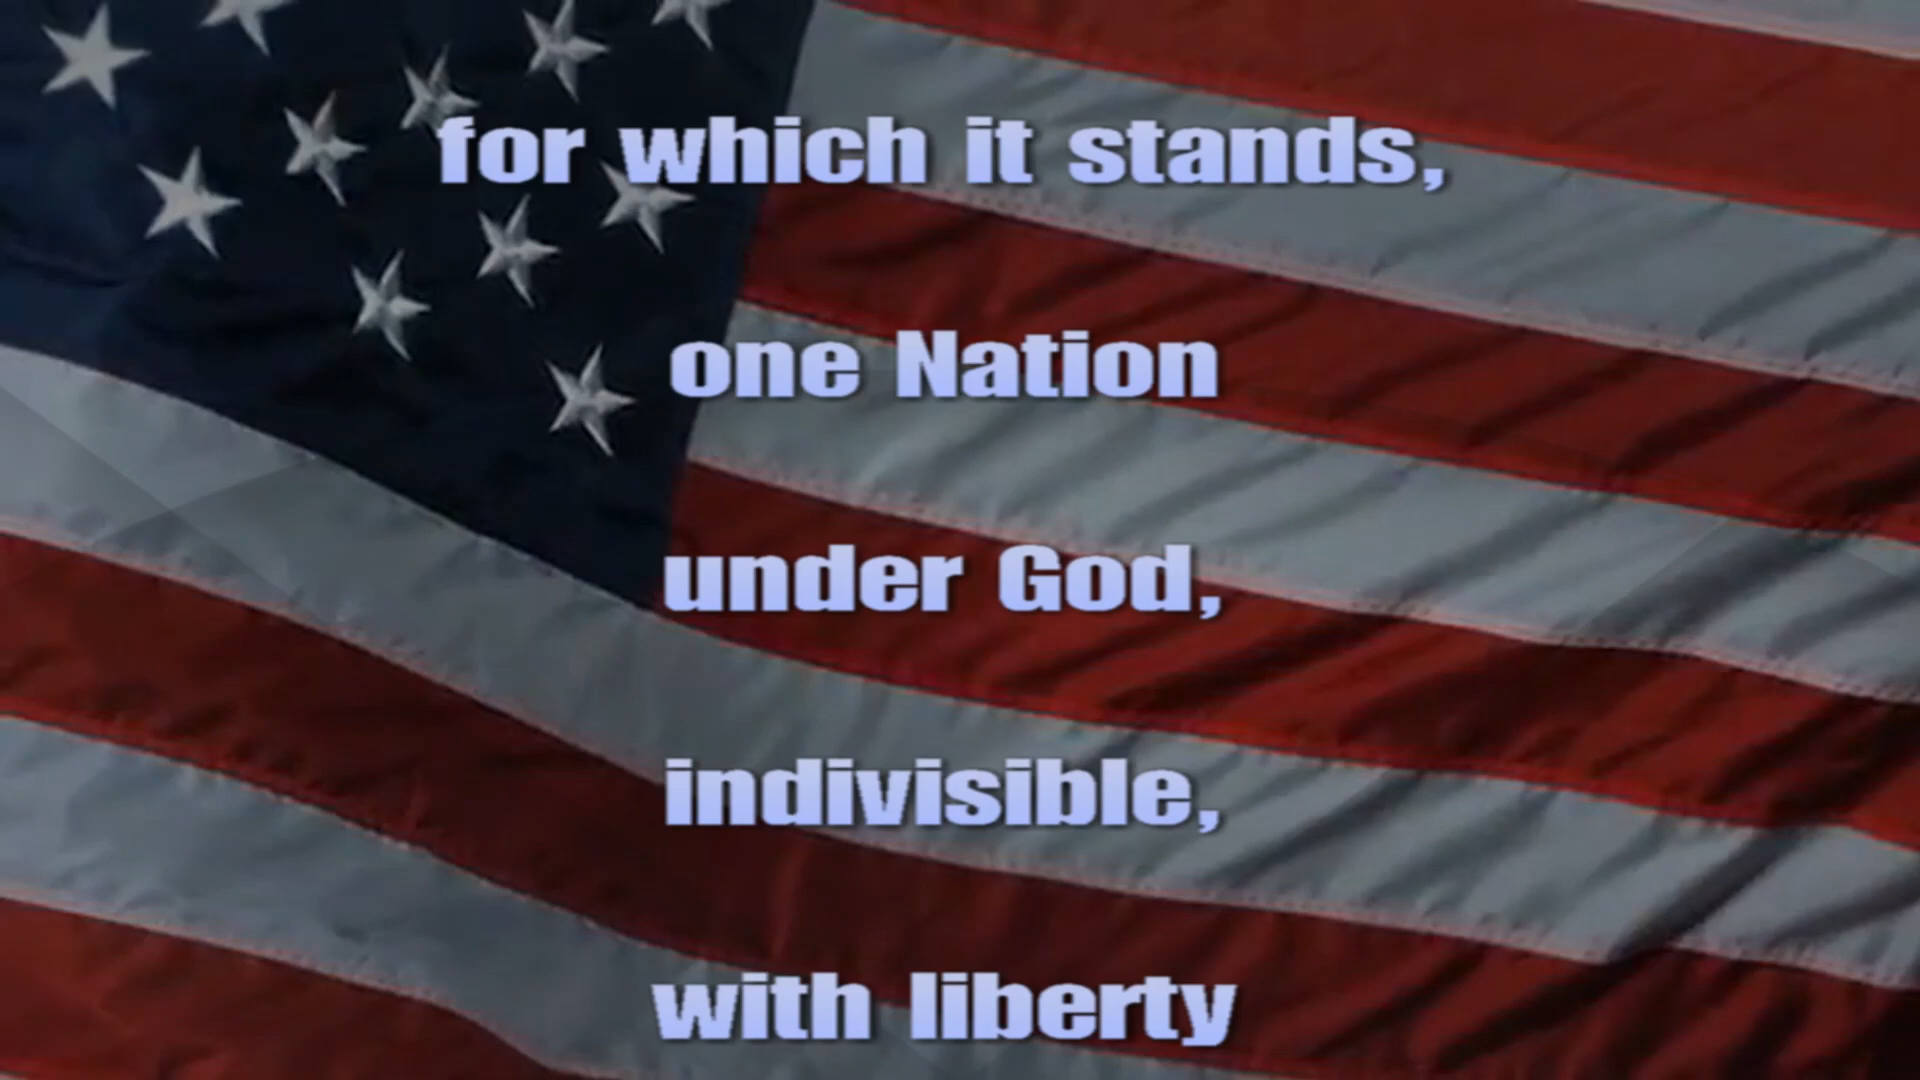 for which it stands,
one Nation
under God,
indivisible,
with liberty